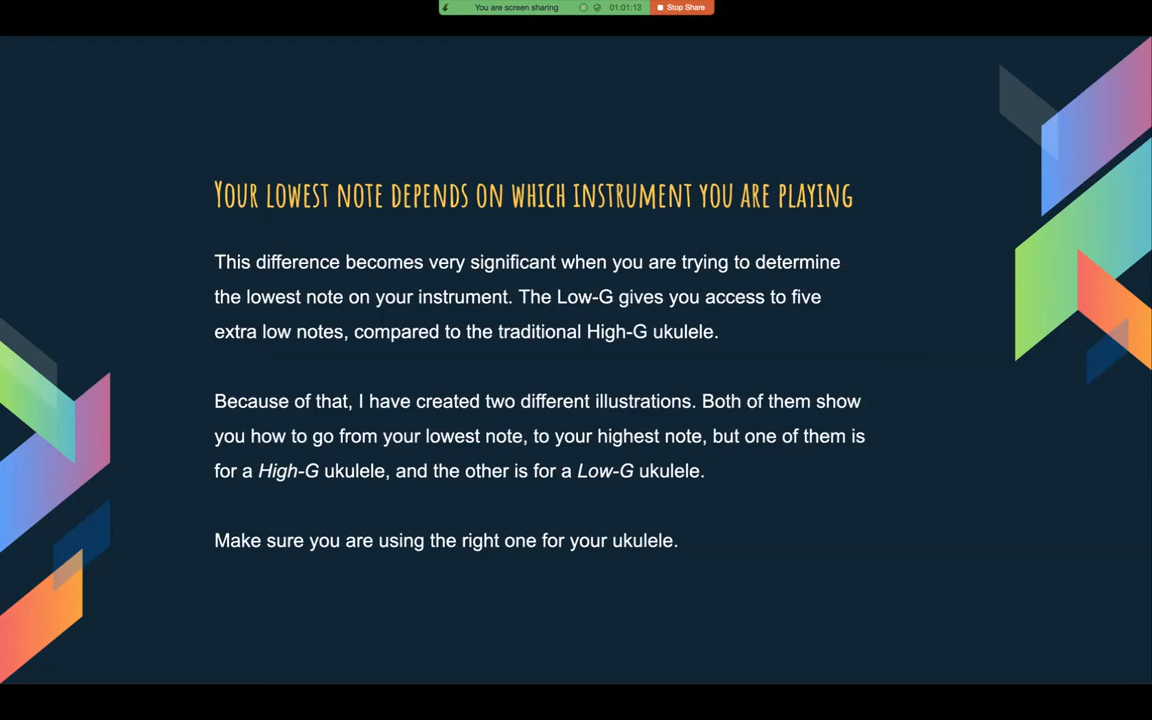 You are screen sharing 01:01:13 Stop Share
Your lowest note depends on which instrument you are playing
This difference becomes very significant when you are trying to determine
the lowest note on your instrument. The Low-G gives you access to five
extra low notes, compared to the traditional High-G ukulele.
Because of that, I have created two different illustrations. Both of them show
you how to go from your lowest note, to your highest note, but one of them is
for a High-G ukulele, and the other is for a Low-G ukulele.
Make sure you are using the right one for your ukulele.